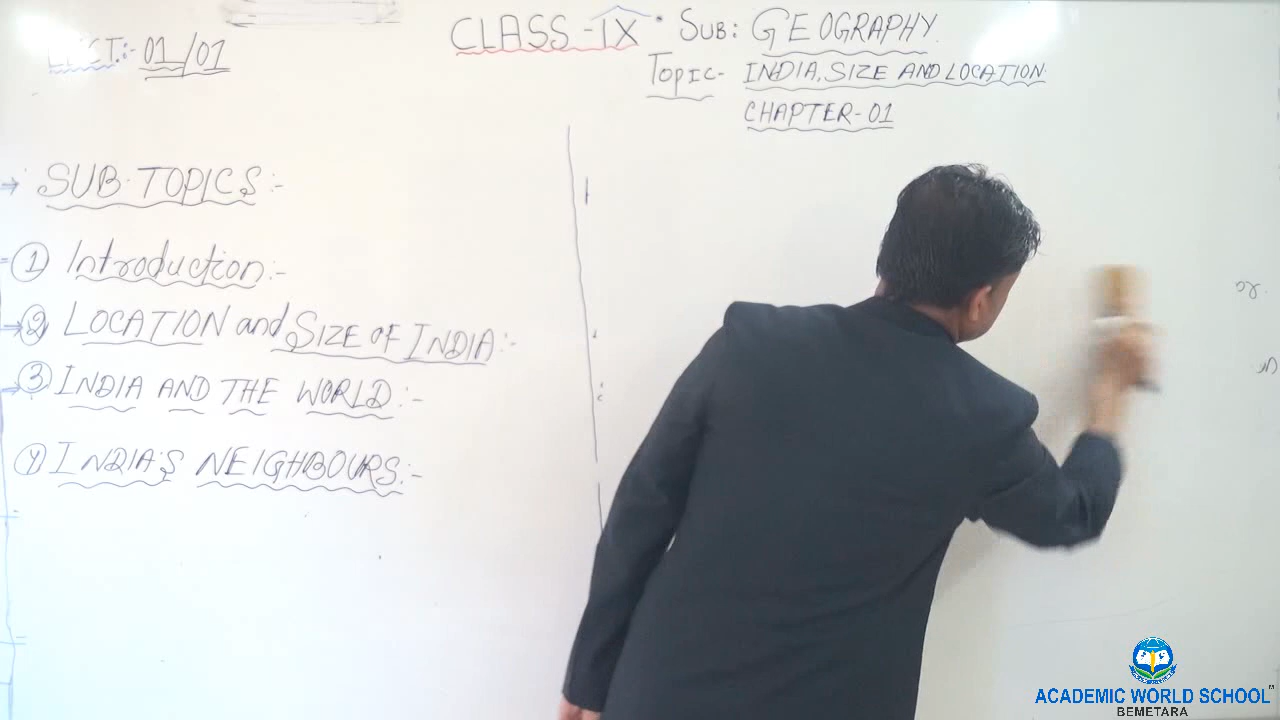 LECT:- 01/01
CLASS-IX • SUB: GEOGRAPHY
TOPIC- INDIA, SIZE AND LOCATION
CHAPTER-01
→ SUB-TOPICS:-
① Introduction:-
→ ② LOCATION and SIZE OF INDIA:-
→ ③ INDIA AND THE WORLD:-
④ INDIA'S NEIGHBOURS:-
ACADEMIC WORLD SCHOOL™
BEMETARA